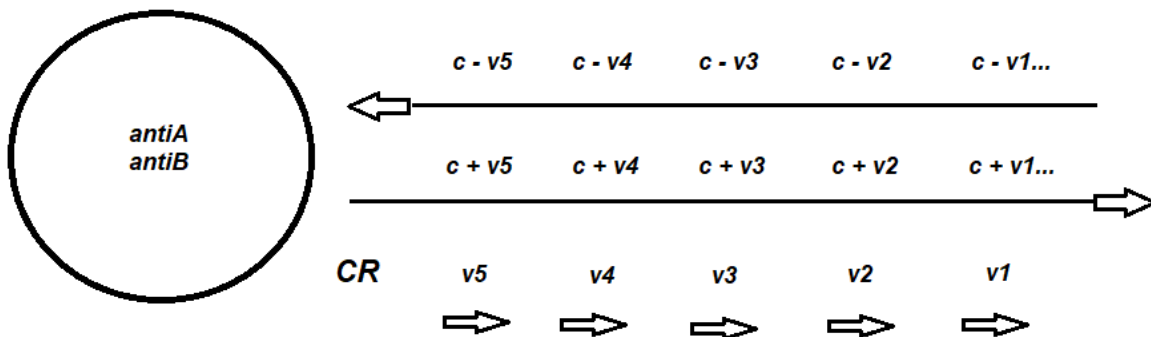 antiA
antiB
c - v5 c - v4 c - v3 c - v2 c - v1...
c + v5 c + v4 c + v3 c + v2 c + v1...
CR v5 v4 v3 v2 v1